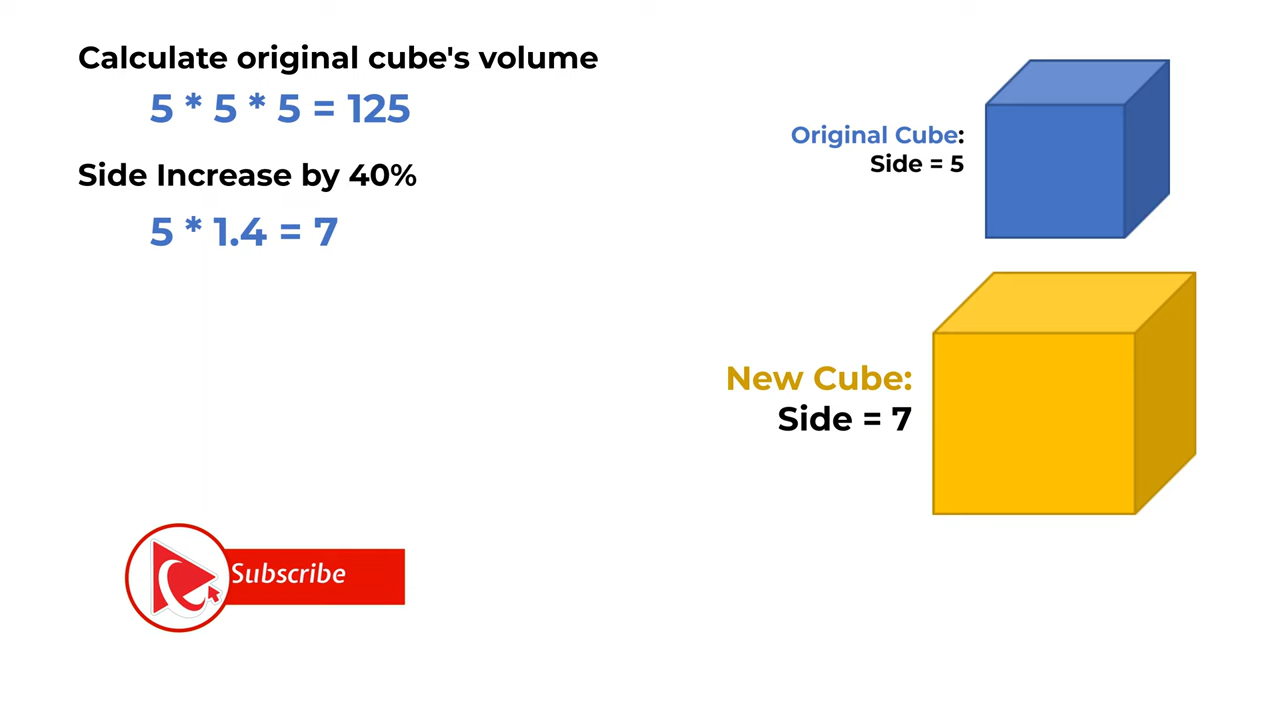 Calculate original cube's volume
5 * 5 * 5 = 125
Side Increase by 40%
5 * 1.4 = 7
Original Cube:
Side = 5
New Cube:
Side = 7
Subscribe